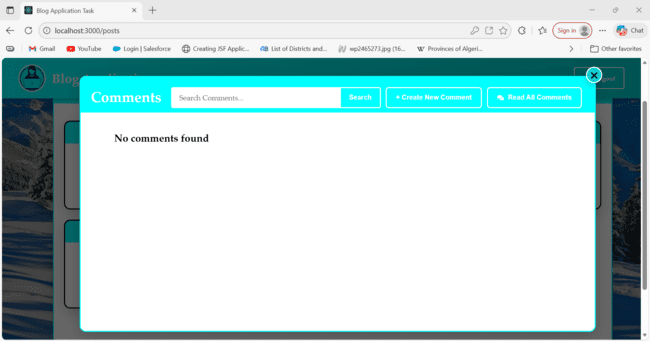 Blog Application Task
Sign in
localhost:3000/posts
Chat
Gmail
YouTube
Login | Salesforce
Creating JSF Applic...
List of Districts and...
wp2465273.jpg (16...
Provinces of Algeri...
Other favorites
Comments
Search Comments...
Search
+ Create New Comment
Read All Comments
No comments found